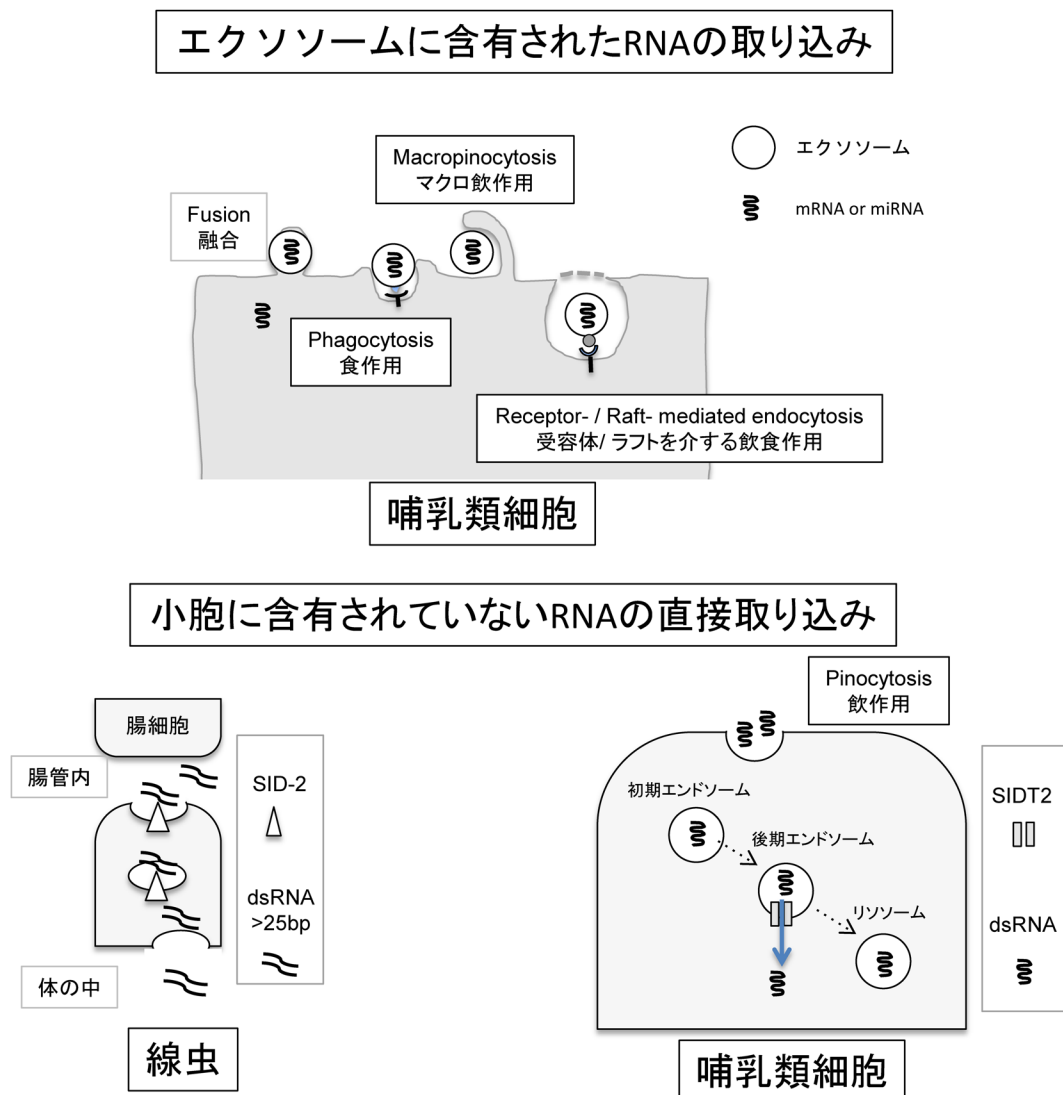 エクソソームに含有されたRNAの取り込み
Macropinocytosis
マクロ飲作用
エクソソーム
mRNA or miRNA
Fusion
融合
Phagocytosis
食作用
Receptor- / Raft- mediated endocytosis
受容体/ ラフトを介する飲食作用
哺乳類細胞
小胞に含有されていないRNAの直接取り込み
腸細胞
腸管内
SID-2
dsRNA
>25bp
体の中
線虫
Pinocytosis
飲作用
初期エンドソーム
後期エンドソーム
リソソーム
SIDT2
dsRNA
哺乳類細胞